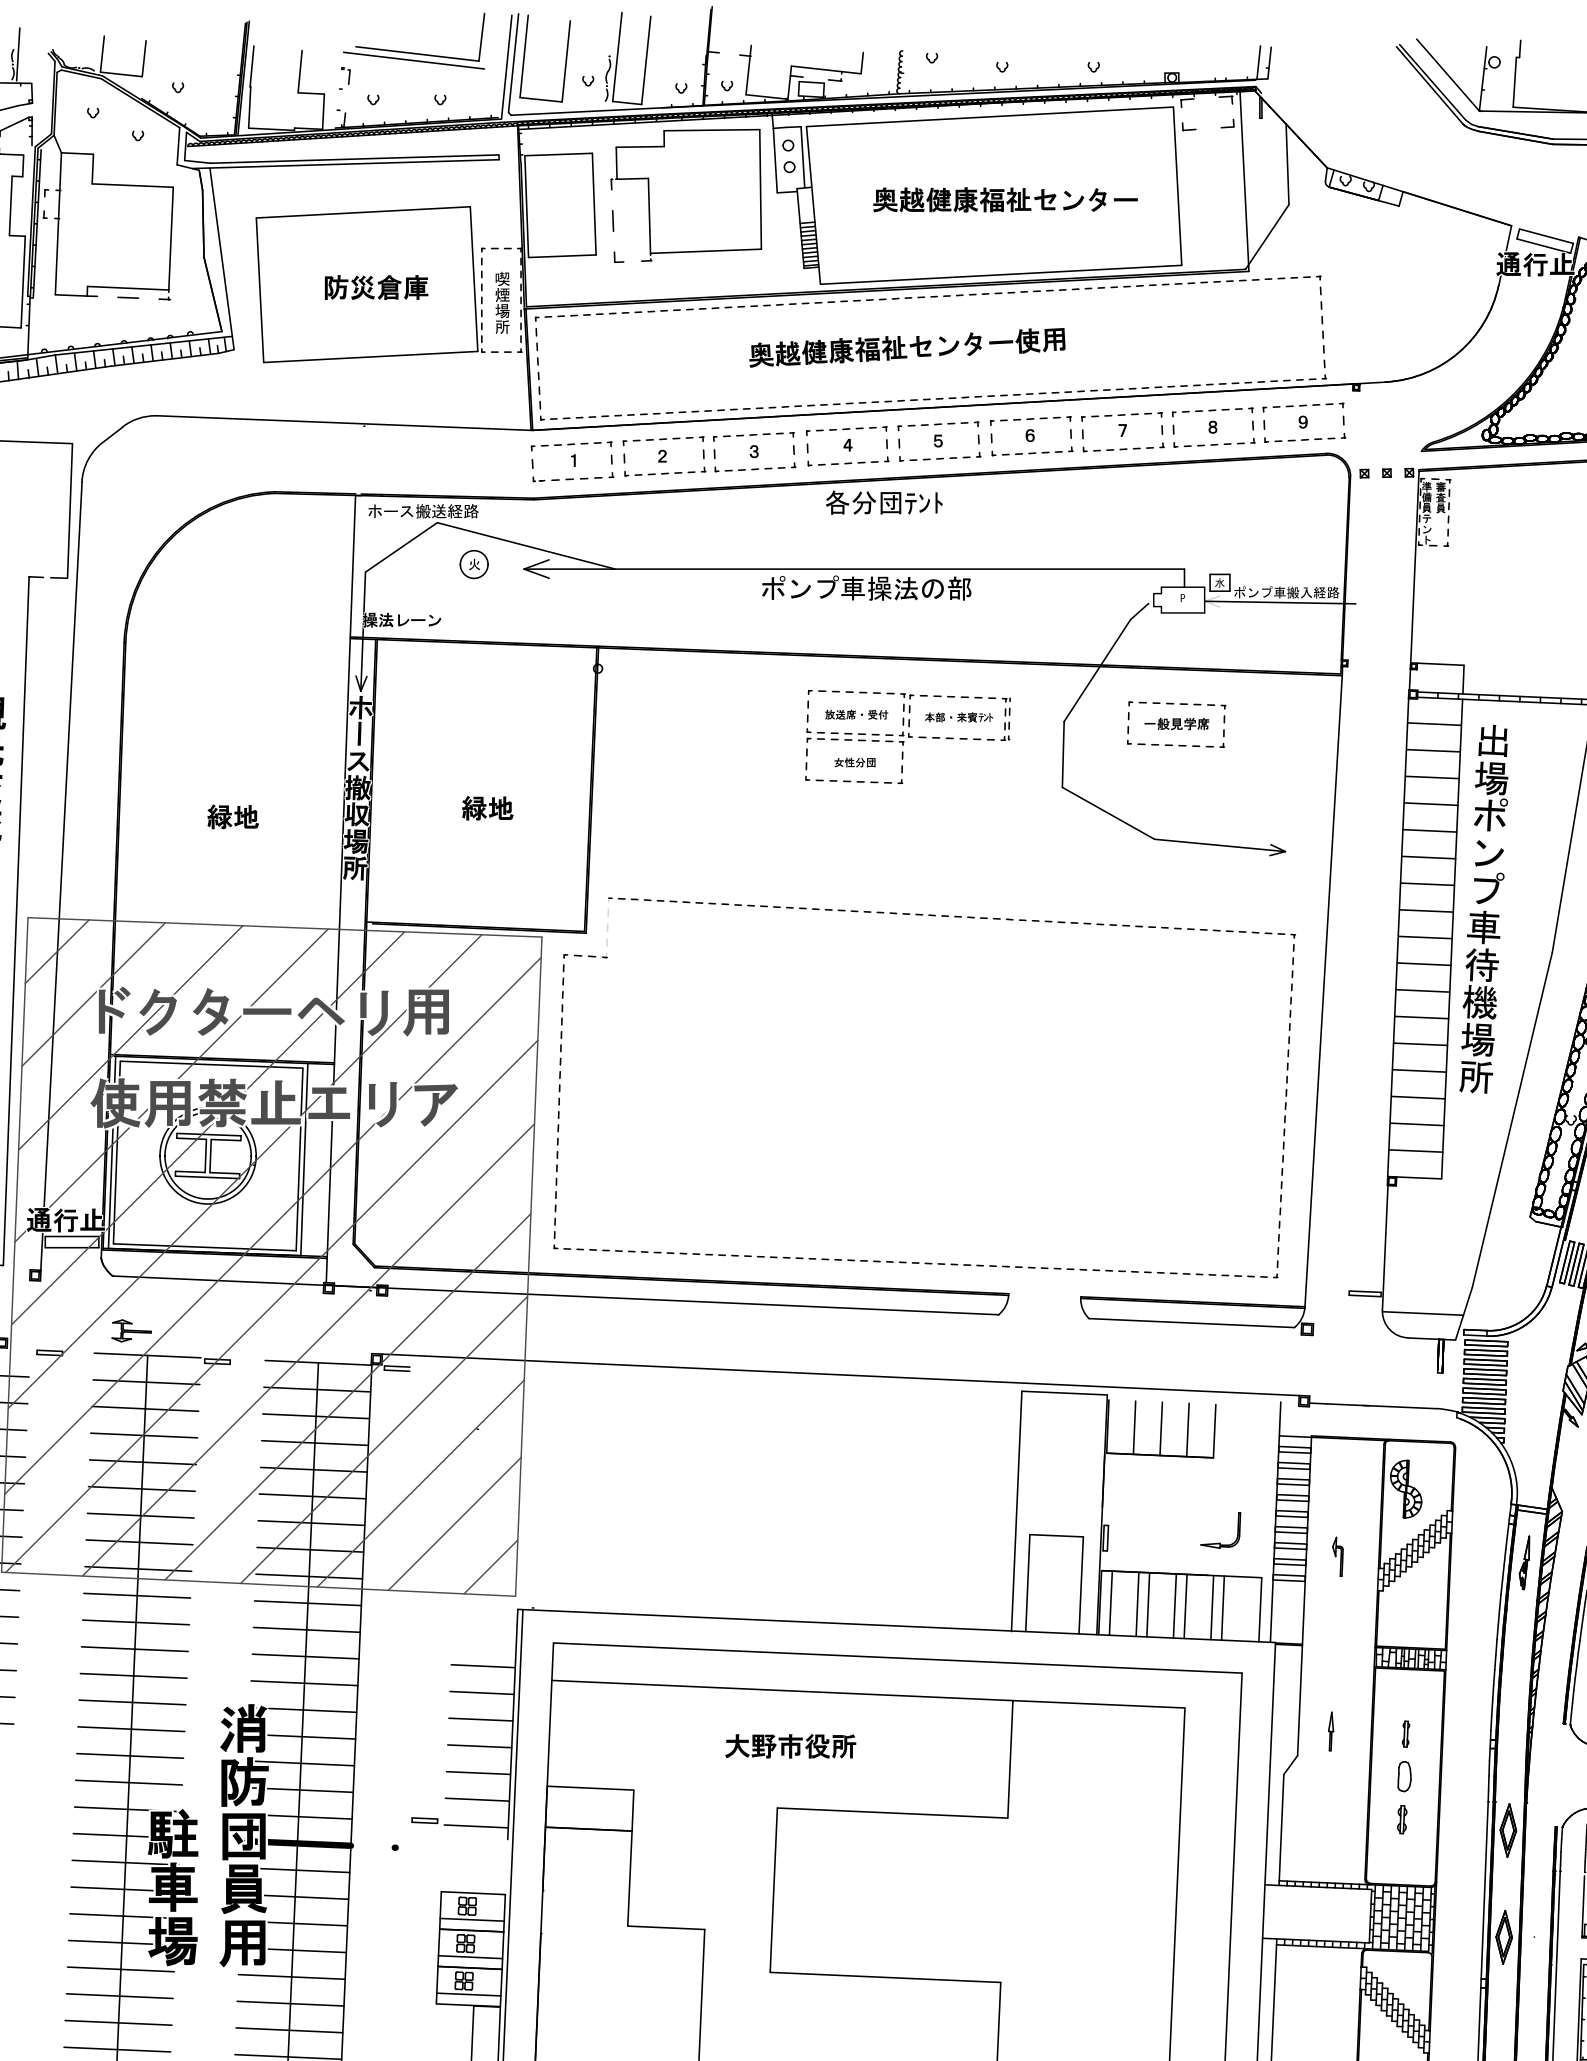 奥越健康福祉センター
通行止
防災倉庫
喫煙場所
奥越健康福祉センター使用
1 2 3 4 5 6 7 8 9
各分団テント
審査員
準備員テント
ホース搬送経路
火
ポンプ車操法の部
水
P
ポンプ車搬入経路
操法レーン
ホース撤収場所
放送席・受付
本部・来賓テント
女性分団
一般見学席
出場ポンプ車待機場所
緑地
緑地
ドクターヘリ用
使用禁止エリア
H
通行止
大野市役所
消防団員用
駐車場